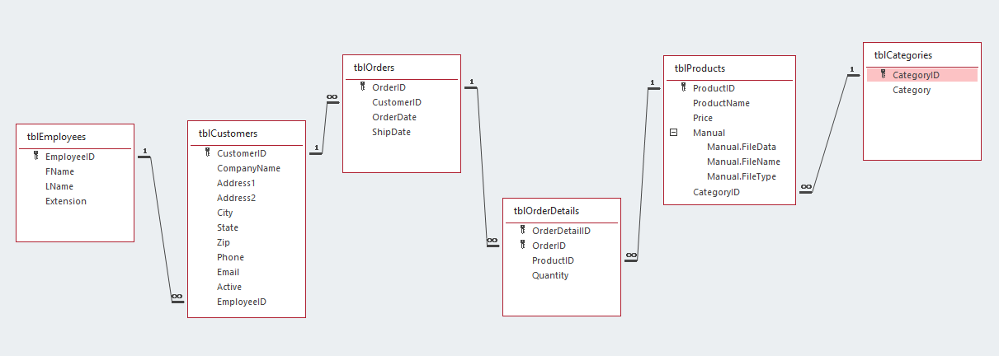 tblEmployees
EmployeeID
FName
LName
Extension
1
∞
tblCustomers
CustomerID
CompanyName
Address1
Address2
City
State
Zip
Phone
Email
Active
EmployeeID
1
∞
tblOrders
OrderID
CustomerID
OrderDate
ShipDate
1
∞
tblOrderDetails
OrderDetailID
OrderID
ProductID
Quantity
∞
1
tblProducts
ProductID
ProductName
Price
Manual
Manual.FileData
Manual.FileName
Manual.FileType
CategoryID
∞
1
tblCategories
CategoryID
Category